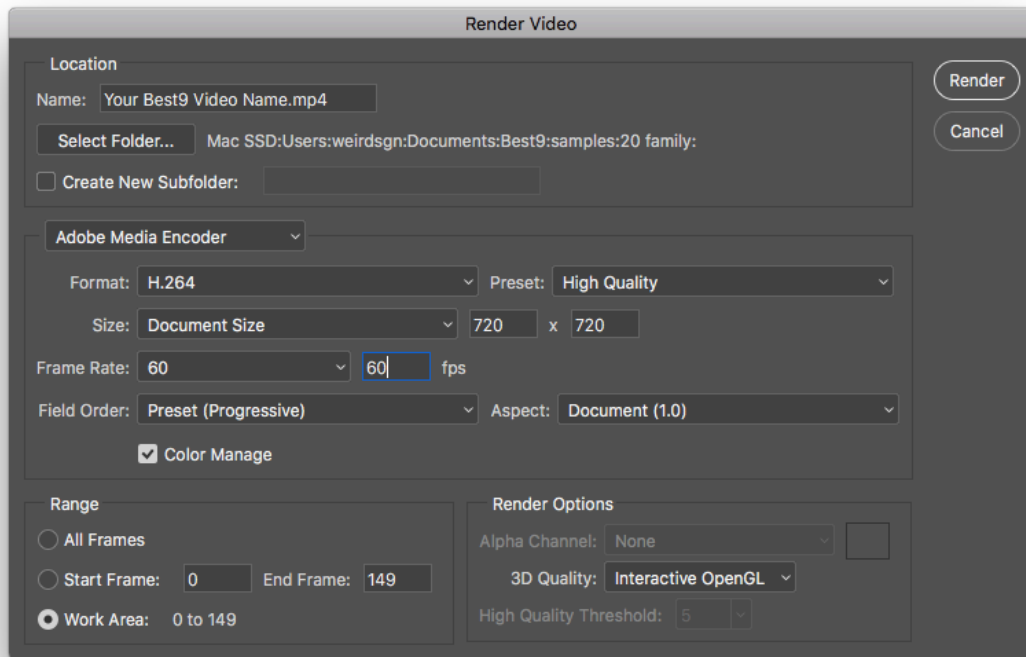 Render Video
Location
Name: Your Best9 Video Name.mp4
Render
Select Folder... Mac SSD:Users:weirdsgn:Documents:Best9:samples:20 family:
Cancel
Create New Subfolder:
Adobe Media Encoder
Format: H.264 Preset: High Quality
Size: Document Size 720 x 720
Frame Rate: 60 60 fps
Field Order: Preset (Progressive) Aspect: Document (1.0)
Color Manage
Range
All Frames
Start Frame: 0 End Frame: 149
Work Area: 0 to 149
Render Options
Alpha Channel: None
3D Quality: Interactive OpenGL
High Quality Threshold: 5